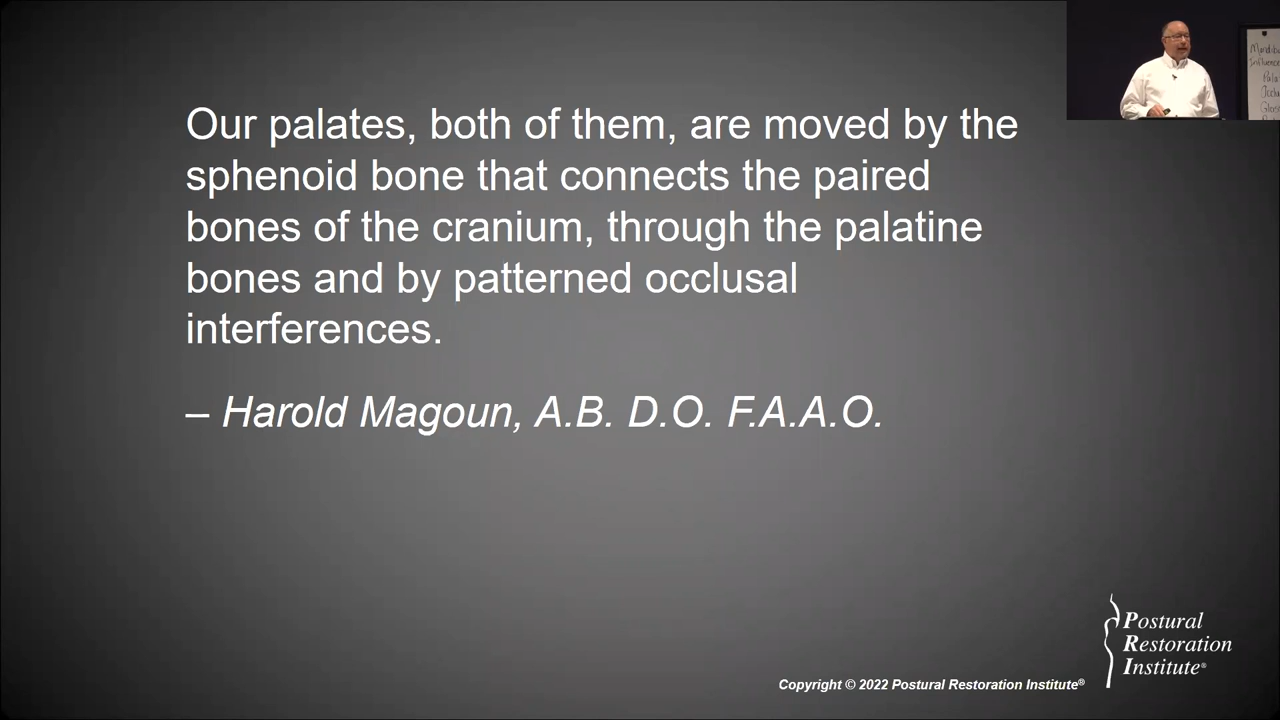 Our palates, both of them, are moved by the
sphenoid bone that connects the paired
bones of the cranium, through the palatine
bones and by patterned occlusal
interferences.
– Harold Magoun, A.B. D.O. F.A.A.O.
Postural
Restoration
Institute®
Copyright © 2022 Postural Restoration Institute®